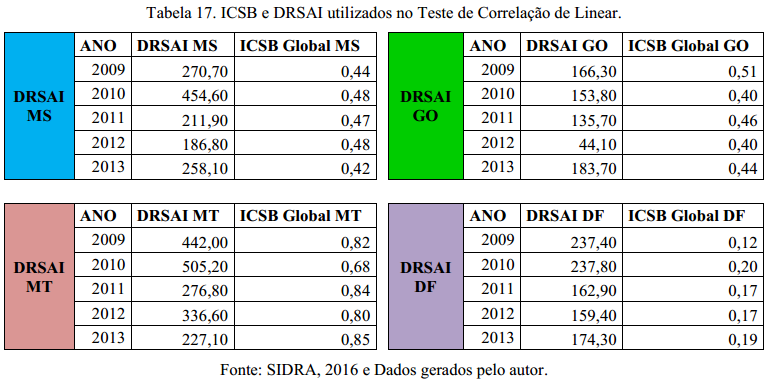 Tabela 17. ICSB e DRSAI utilizados no Teste de Correlação de Linear.
DRSAI MS
ANO DRSAI MS ICSB Global MS
2009 270,70 0,44
2010 454,60 0,48
2011 211,90 0,47
2012 186,80 0,48
2013 258,10 0,42
DRSAI GO
ANO DRSAI GO ICSB Global GO
2009 166,30 0,51
2010 153,80 0,40
2011 135,70 0,46
2012 44,10 0,40
2013 183,70 0,44
DRSAI MT
ANO DRSAI MT ICSB Global MT
2009 442,00 0,82
2010 505,20 0,68
2011 276,80 0,84
2012 336,60 0,80
2013 227,10 0,85
DRSAI DF
ANO DRSAI DF ICSB Global DF
2009 237,40 0,12
2010 237,80 0,20
2011 162,90 0,17
2012 159,40 0,17
2013 174,30 0,19
Fonte: SIDRA, 2016 e Dados gerados pelo autor.